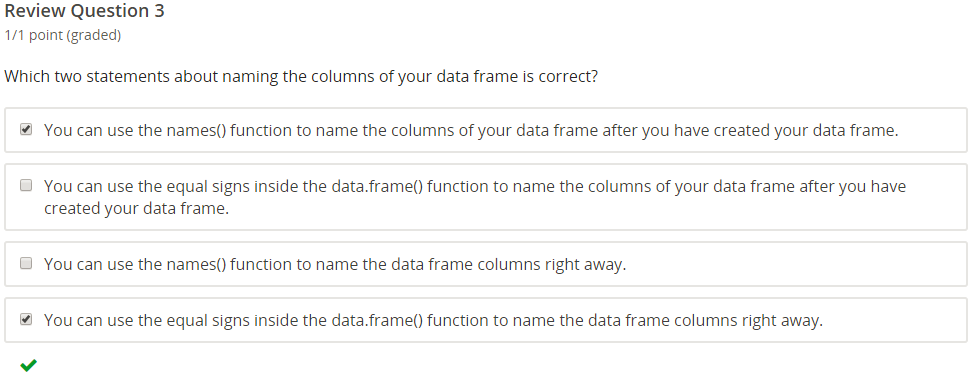 Review Question 3
1/1 point (graded)
Which two statements about naming the columns of your data frame is correct?
You can use the names() function to name the columns of your data frame after you have created your data frame.
You can use the equal signs inside the data.frame() function to name the columns of your data frame after you have
created your data frame.
You can use the names() function to name the data frame columns right away.
You can use the equal signs inside the data.frame() function to name the data frame columns right away.